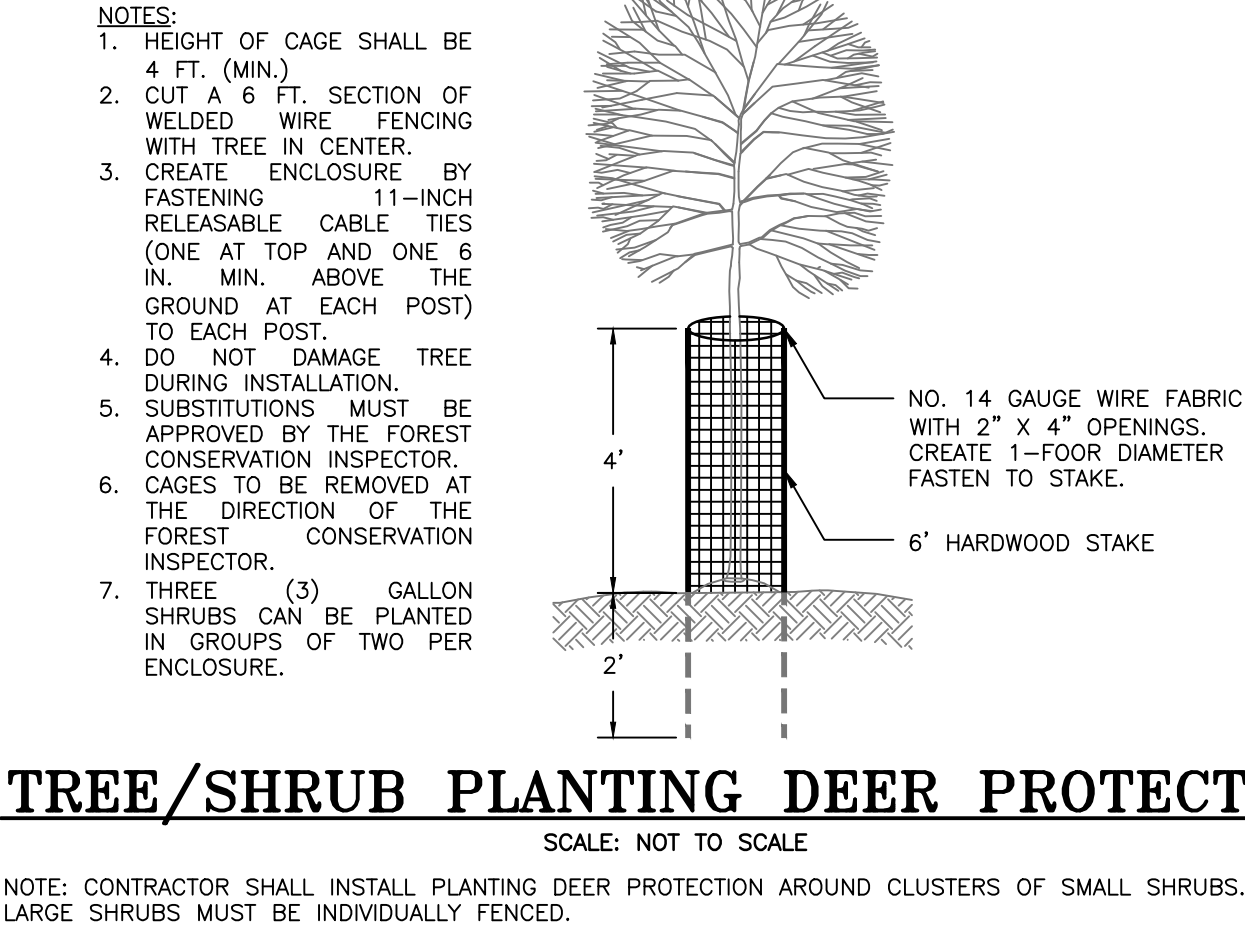 NOTES:
1. HEIGHT OF CAGE SHALL BE
4 FT. (MIN.)
2. CUT A 6 FT. SECTION OF
WELDED WIRE FENCING
WITH TREE IN CENTER.
3. CREATE ENCLOSURE BY
FASTENING 11-INCH
RELEASABLE CABLE TIES
(ONE AT TOP AND ONE 6
IN. MIN. ABOVE THE
GROUND AT EACH POST)
TO EACH POST.
4. DO NOT DAMAGE TREE
DURING INSTALLATION.
5. SUBSTITUTIONS MUST BE
APPROVED BY THE FOREST
CONSERVATION INSPECTOR.
6. CAGES TO BE REMOVED AT
THE DIRECTION OF THE
FOREST CONSERVATION
INSPECTOR.
7. THREE (3) GALLON
SHRUBS CAN BE PLANTED
IN GROUPS OF TWO PER
ENCLOSURE.
4'
2'
NO. 14 GAUGE WIRE FABRIC
WITH 2" X 4" OPENINGS.
CREATE 1-FOOR DIAMETER
FASTEN TO STAKE.
6' HARDWOOD STAKE
TREE/SHRUB PLANTING DEER PROTECT
SCALE: NOT TO SCALE
NOTE: CONTRACTOR SHALL INSTALL PLANTING DEER PROTECTION AROUND CLUSTERS OF SMALL SHRUBS.
LARGE SHRUBS MUST BE INDIVIDUALLY FENCED.